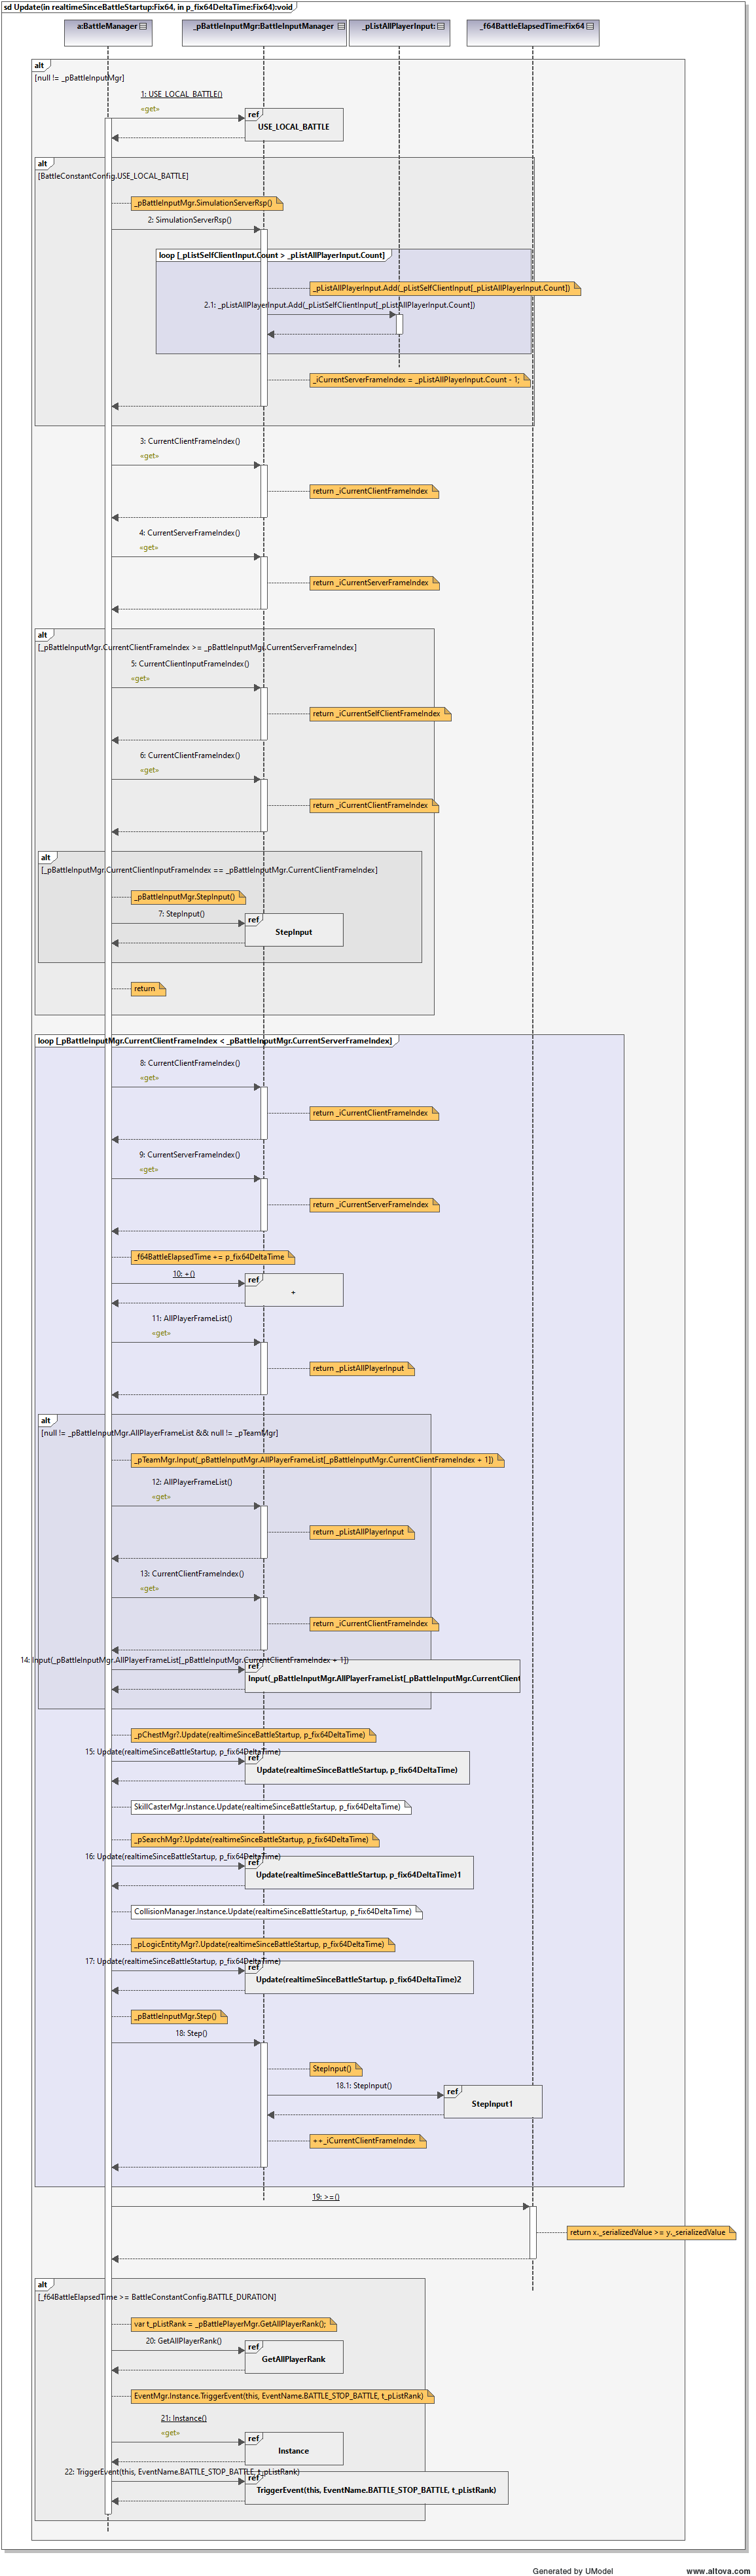 sd Update(in realtimeSinceBattleStartup:Fix64, in p_fix64DeltaTime:Fix64):void
a:BattleManager
_pBattleInputMgr:BattleInputManager
_pListAllPlayerInput:
_f64BattleElapsedTime:Fix64
alt
[null != _pBattleInputMgr]
1: USE_LOCAL_BATTLE()
«get»
ref
USE_LOCAL_BATTLE
alt
[BattleConstantConfig.USE_LOCAL_BATTLE]
_pBattleInputMgr.SimulationServerRsp()
2: SimulationServerRsp()
loop [_pListSelfClientInput.Count > _pListAllPlayerInput.Count]
_pListAllPlayerInput.Add(_pListSelfClientInput[_pListAllPlayerInput.Count])
2.1: _pListAllPlayerInput.Add(_pListSelfClientInput[_pListAllPlayerInput.Count])
_iCurrentServerFrameIndex = _pListAllPlayerInput.Count - 1;
3: CurrentClientFrameIndex()
«get»
return _iCurrentClientFrameIndex
4: CurrentServerFrameIndex()
«get»
return _iCurrentServerFrameIndex
alt
[_pBattleInputMgr.CurrentClientFrameIndex >= _pBattleInputMgr.CurrentServerFrameIndex]
5: CurrentClientInputFrameIndex()
«get»
return _iCurrentSelfClientFrameIndex
6: CurrentClientFrameIndex()
«get»
return _iCurrentClientFrameIndex
alt
[_pBattleInputMgr.CurrentClientInputFrameIndex == _pBattleInputMgr.CurrentClientFrameIndex]
_pBattleInputMgr.StepInput()
7: StepInput()
ref
StepInput
return
loop [_pBattleInputMgr.CurrentClientFrameIndex < _pBattleInputMgr.CurrentServerFrameIndex]
8: CurrentClientFrameIndex()
«get»
return _iCurrentClientFrameIndex
9: CurrentServerFrameIndex()
«get»
return _iCurrentServerFrameIndex
_f64BattleElapsedTime += p_fix64DeltaTime
10: +()
ref
+
11: AllPlayerFrameList()
«get»
return _pListAllPlayerInput
alt
[null != _pBattleInputMgr.AllPlayerFrameList && null != _pTeamMgr]
_pTeamMgr.Input(_pBattleInputMgr.AllPlayerFrameList[_pBattleInputMgr.CurrentClientFrameIndex + 1])
12: AllPlayerFrameList()
«get»
return _pListAllPlayerInput
13: CurrentClientFrameIndex()
«get»
return _iCurrentClientFrameIndex
14: Input(_pBattleInputMgr.AllPlayerFrameList[_pBattleInputMgr.CurrentClientFrameIndex + 1])
ref
Input(_pBattleInputMgr.AllPlayerFrameList[_pBattleInputMgr.CurrentClient
_pChestMgr?.Update(realtimeSinceBattleStartup, p_fix64DeltaTime)
15: Update(realtimeSinceBattleStartup, p_fix64DeltaTime)
ref
Update(realtimeSinceBattleStartup, p_fix64DeltaTime)
SkillCasterMgr.Instance.Update(realtimeSinceBattleStartup, p_fix64DeltaTime)
_pSearchMgr?.Update(realtimeSinceBattleStartup, p_fix64DeltaTime)
16: Update(realtimeSinceBattleStartup, p_fix64DeltaTime)
ref
Update(realtimeSinceBattleStartup, p_fix64DeltaTime)1
CollisionManager.Instance.Update(realtimeSinceBattleStartup, p_fix64DeltaTime)
_pLogicEntityMgr?.Update(realtimeSinceBattleStartup, p_fix64DeltaTime)
17: Update(realtimeSinceBattleStartup, p_fix64DeltaTime)
ref
Update(realtimeSinceBattleStartup, p_fix64DeltaTime)2
_pBattleInputMgr.Step()
18: Step()
StepInput()
18.1: StepInput()
ref
StepInput1
++_iCurrentClientFrameIndex
19: >=()
return x._serializedValue >= y._serializedValue
alt
[_f64BattleElapsedTime >= BattleConstantConfig.BATTLE_DURATION]
var t_pListRank = _pBattlePlayerMgr.GetAllPlayerRank();
20: GetAllPlayerRank()
ref
GetAllPlayerRank
EventMgr.Instance.TriggerEvent(this, EventName.BATTLE_STOP_BATTLE, t_pListRank)
21: Instance()
«get»
ref
Instance
22: TriggerEvent(this, EventName.BATTLE_STOP_BATTLE, t_pListRank)
ref
TriggerEvent(this, EventName.BATTLE_STOP_BATTLE, t_pListRank)
Generated by UModel
www.altova.com